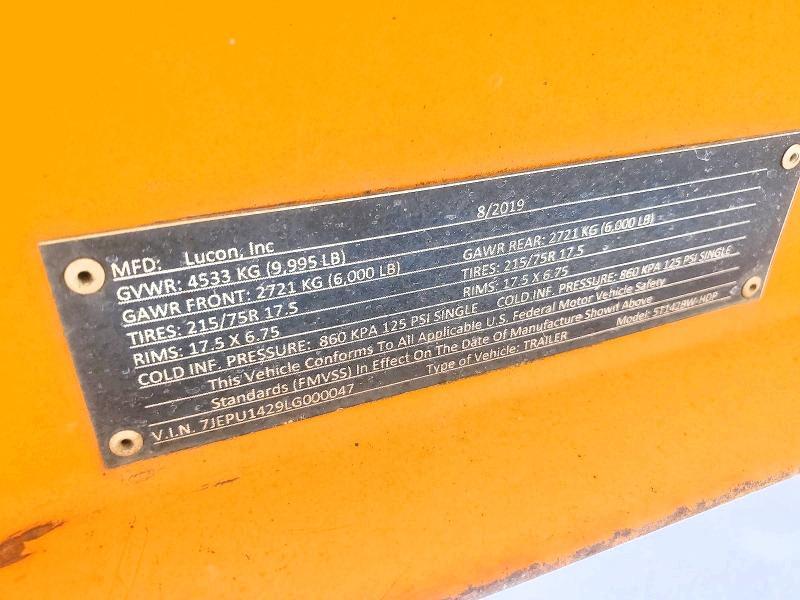 MFD: Lucon, Inc 8/2019
GVWR: 4533 KG (9,995 LB)
GAWR FRONT: 2721 KG (6,000 LB) GAWR REAR: 2721 KG (6,000 LB)
TIRES: 215/75R 17.5 TIRES: 215/75R 17.5
RIMS: 17.5 X 6.75 RIMS: 17.5 X 6.75
COLD INF. PRESSURE: 860 KPA 125 PSI SINGLE COLD INF. PRESSURE: 860 KPA 125 PSI SINGLE
This Vehicle Conforms To All Applicable U.S. Federal Motor Vehicle Safety
Standards (FMVSS) In Effect On The Date Of Manufacture Shown Above
V.I.N. 7JEPU1429LG000047 Type of Vehicle: TRAILER Model: ST1428W-HDP